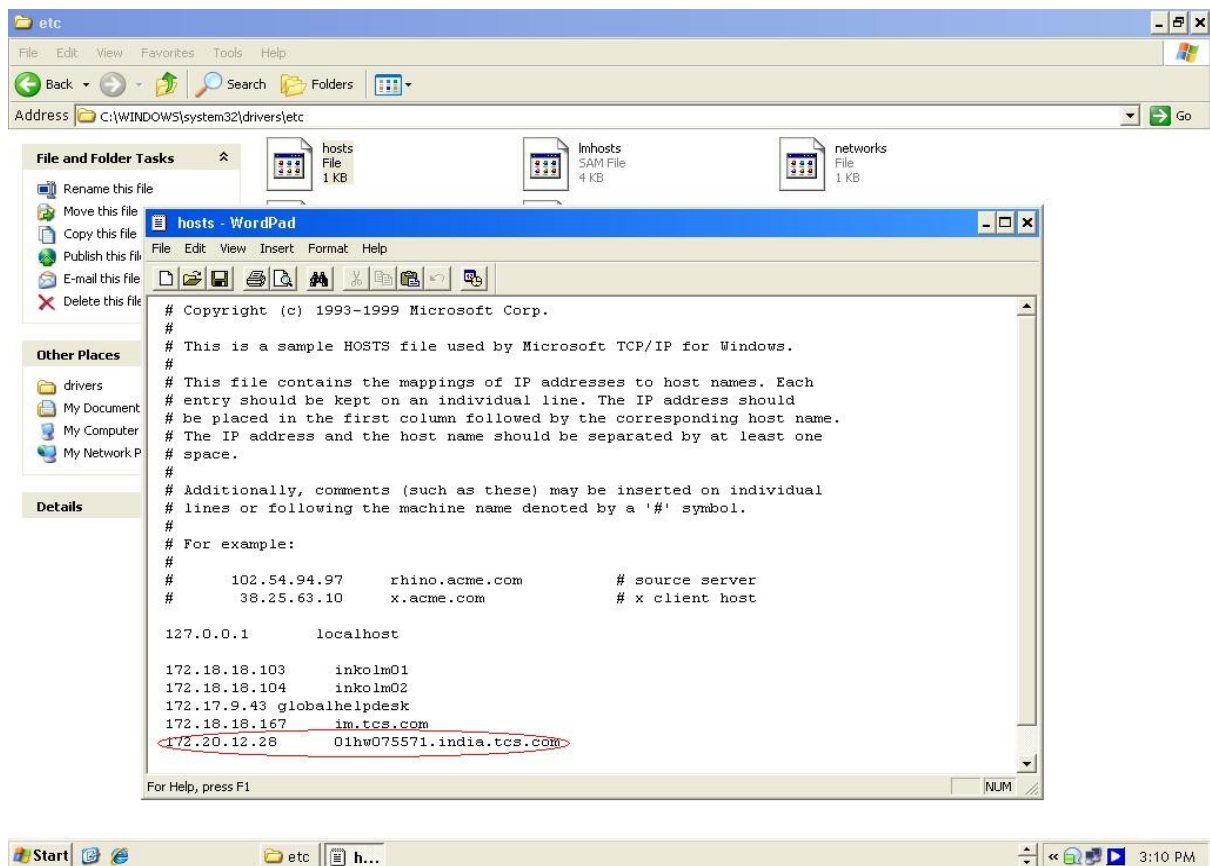 etc
File Edit View Favorites Tools Help
Back Search Folders
Address C:\WINDOWS\system32\drivers\etc Go
File and Folder Tasks
Rename this file
Move this file
Copy this file
Publish this fil
E-mail this file
Delete this file
Other Places
drivers
My Document
My Computer
My Network P
Details
hosts
File
1 KB
lmhosts
SAM File
4 KB
networks
File
1 KB
hosts - WordPad
File Edit View Insert Format Help
# Copyright (c) 1993-1999 Microsoft Corp.
#
# This is a sample HOSTS file used by Microsoft TCP/IP for Windows.
#
# This file contains the mappings of IP addresses to host names. Each
# entry should be kept on an individual line. The IP address should
# be placed in the first column followed by the corresponding host name.
# The IP address and the host name should be separated by at least one
# space.
#
# Additionally, comments (such as these) may be inserted on individual
# lines or following the machine name denoted by a '#' symbol.
#
# For example:
#
# 102.54.94.97 rhino.acme.com # source server
# 38.25.63.10 x.acme.com # x client host
127.0.0.1 localhost
172.18.18.103 inkolm01
172.18.18.104 inkolm02
172.17.9.43 globalhelpdesk
172.18.18.167 im.tcs.com
172.20.12.28 01hw075571.india.tcs.com
For Help, press F1 NUM
Start etc h... « 3:10 PM